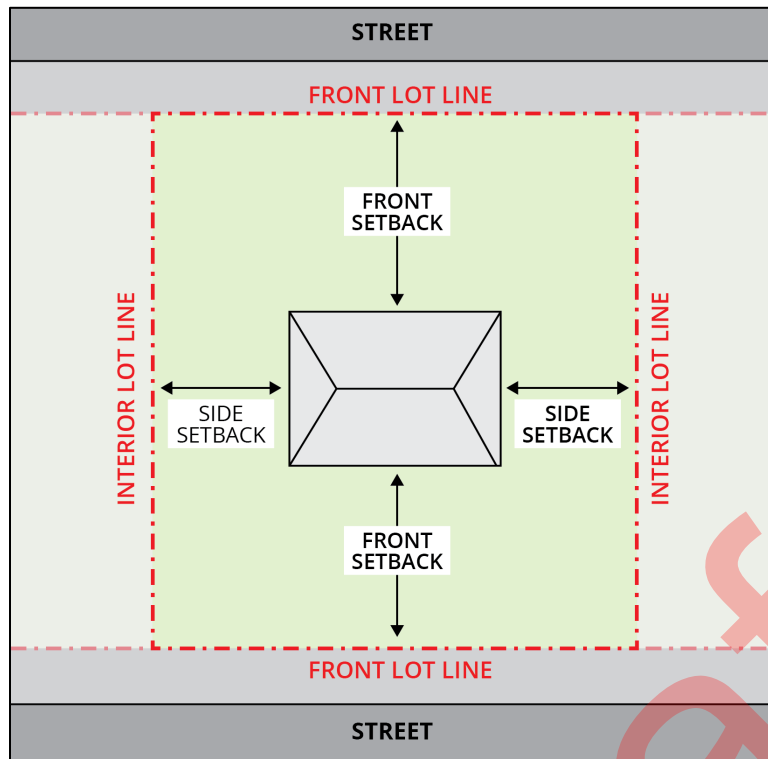 STREET
FRONT LOT LINE
FRONT
SETBACK
INTERIOR LOT LINE
SIDE
SETBACK
SIDE
SETBACK
INTERIOR LOT LINE
FRONT
SETBACK
FRONT LOT LINE
STREET